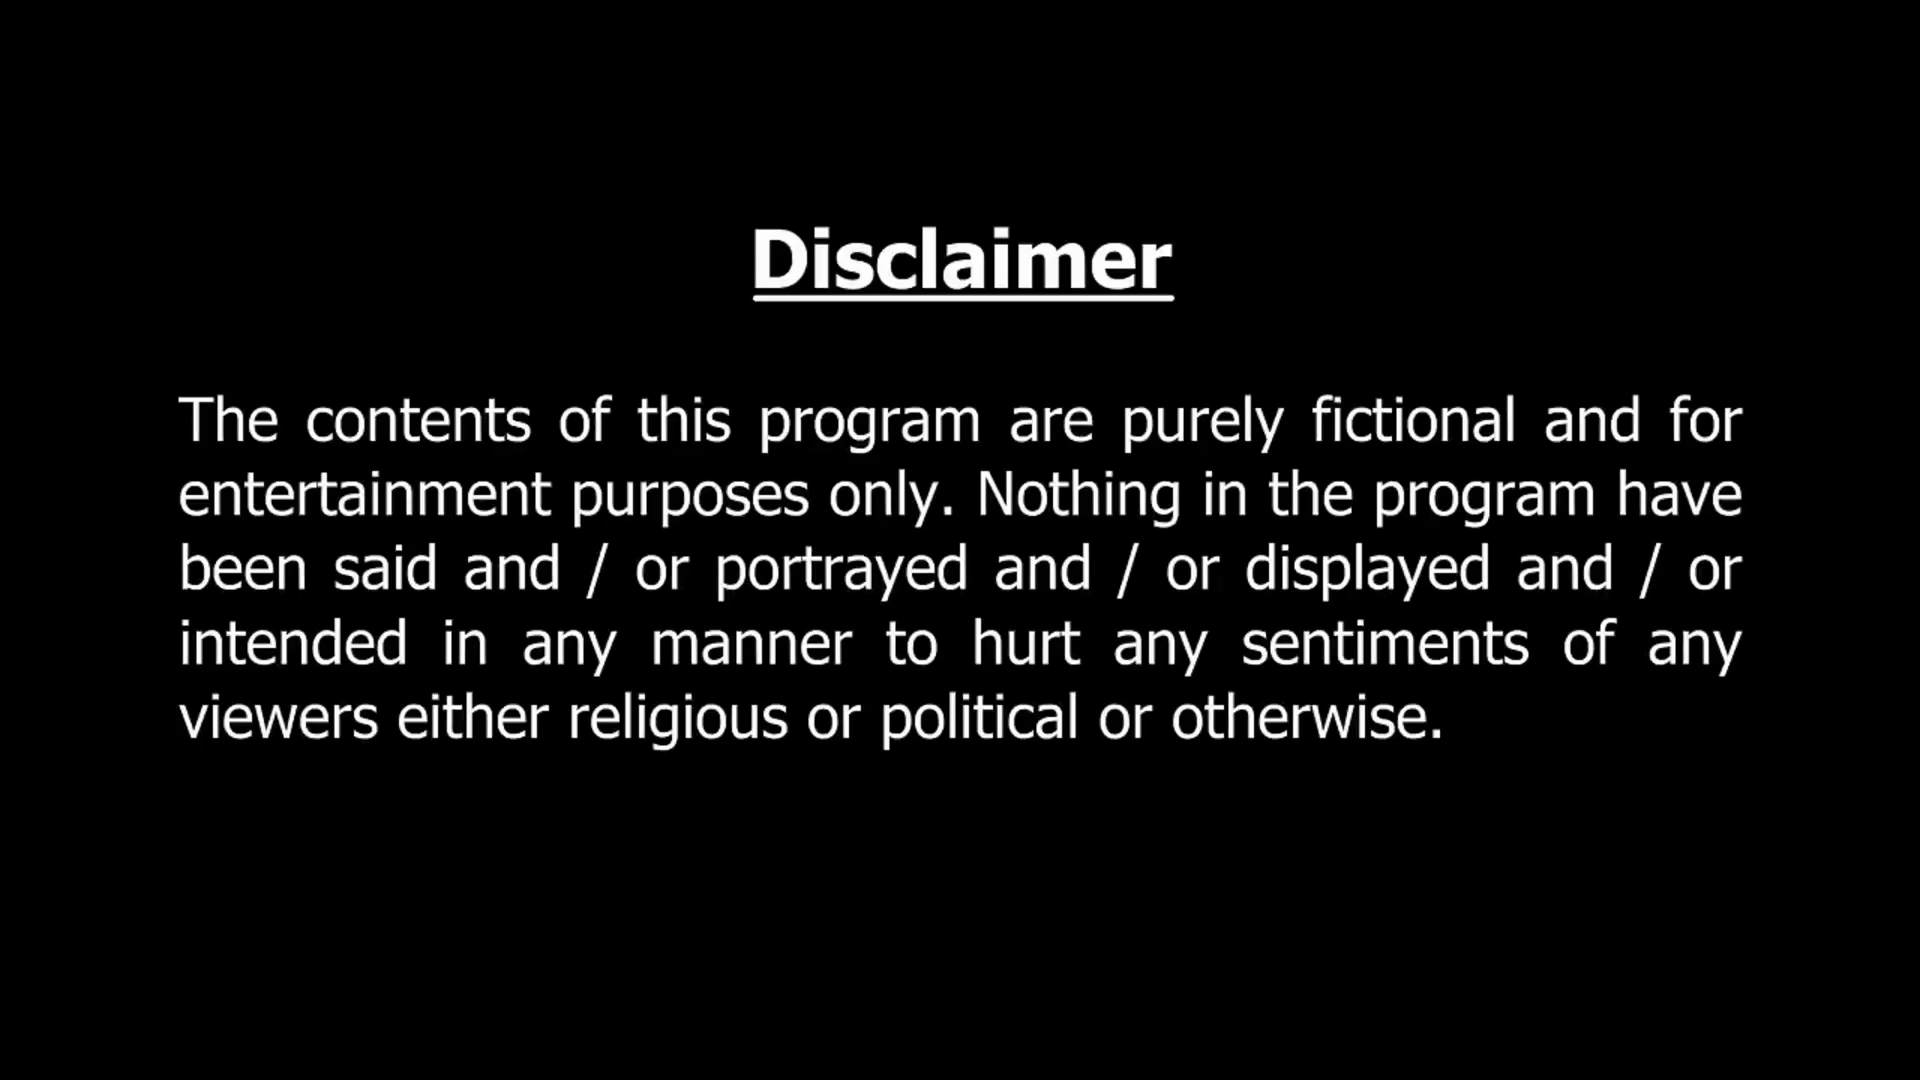 Disclaimer
The contents of this program are purely fictional and for
entertainment purposes only. Nothing in the program have
been said and / or portrayed and / or displayed and / or
intended in any manner to hurt any sentiments of any
viewers either religious or political or otherwise.